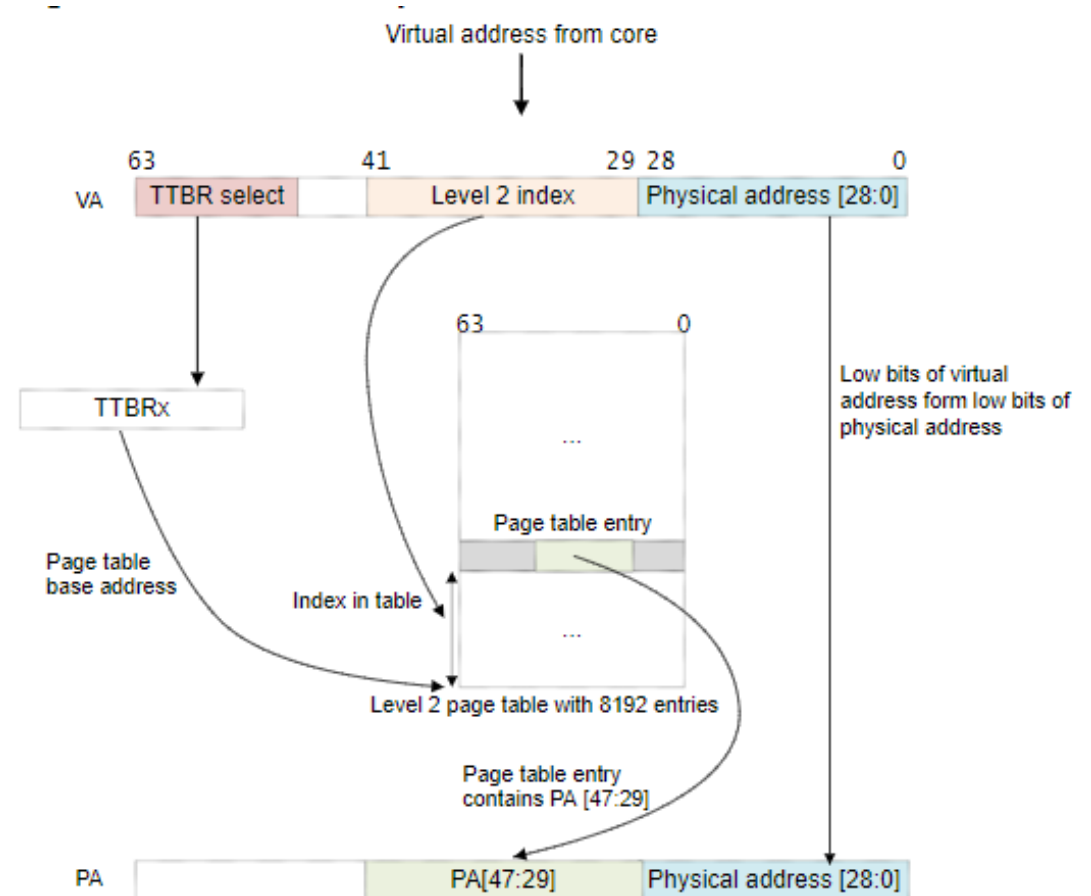 Virtual address from core
63 41 29 28 0
VA TTBR select Level 2 index Physical address [28:0]
63 0
Low bits of virtual
address form low bits of
physical address
TTBRx
...
Page table entry
Page table
base address
Index in table
...
Level 2 page table with 8192 entries
Page table entry
contains PA [47:29]
PA PA[47:29] Physical address [28:0]